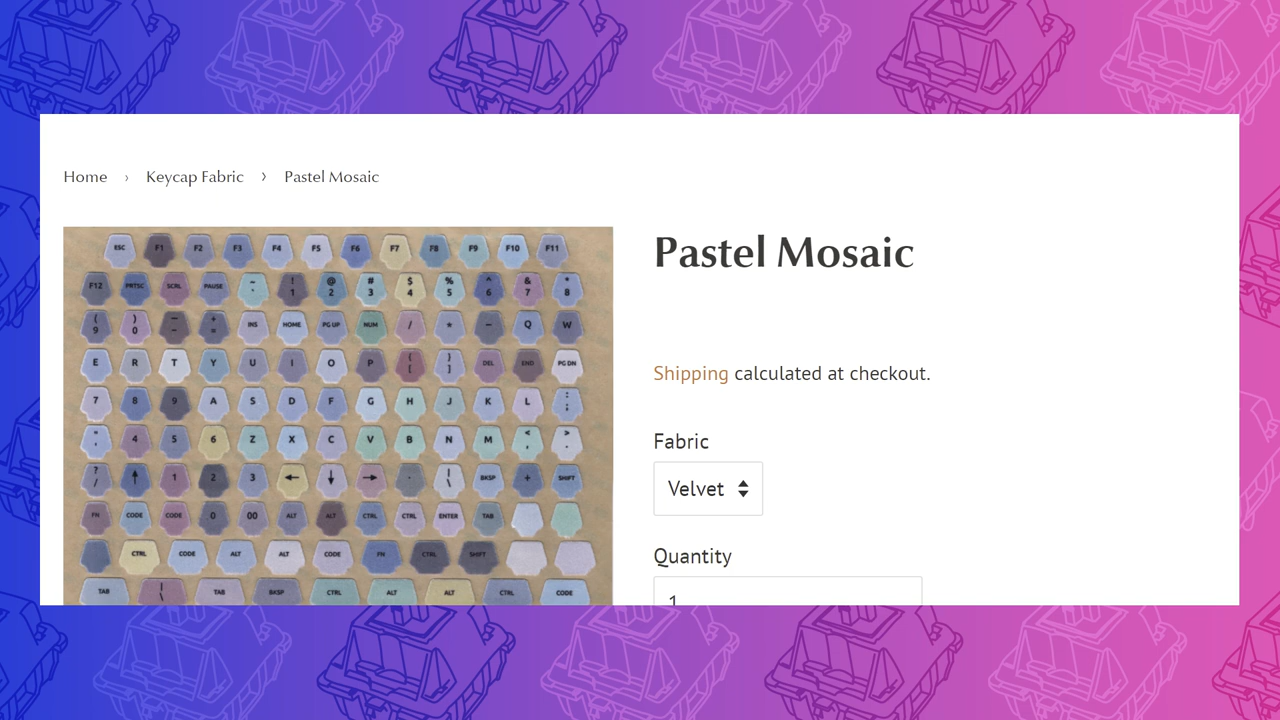 Home › Keycap Fabric › Pastel Mosaic
Pastel Mosaic
Shipping calculated at checkout.
Fabric
Velvet
Quantity
1
ESC F1 F2 F3 F4 F5 F6 F7 F8 F9 F10 F11
F12 PRTSC SCRL PAUSE ~ ` ! 1 @ 2 # 3 $ 4 % 5 ^ 6 & 7 * 8
( 9 ) 0 — - + = INS HOME PG UP NUM / * − Q W
E R T Y U I O P { [ } ] DEL END PG DN
7 8 9 A S D F G H J K L : ;
" ' 4 5 6 Z X C V B N M < , > .
? / ↑ 1 2 3 ← ↓ → . | \ BKSP + SHIFT
FN CODE CODE 0 00 ALT ALT CTRL CTRL ENTER TAB
CTRL CODE ALT ALT CODE FN CTRL SHIFT
TAB | \ TAB BKSP CTRL ALT ALT CTRL CODE